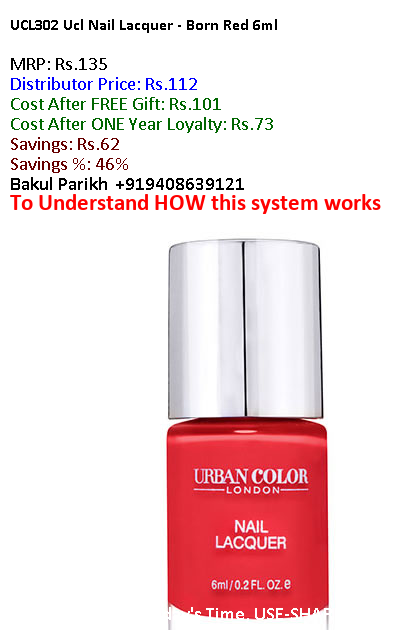 UCL302 Ucl Nail Lacquer - Born Red 6ml
MRP: Rs.135
Distributor Price: Rs.112
Cost After FREE Gift: Rs.101
Cost After ONE Year Loyalty: Rs.73
Savings: Rs.62
Savings %: 46%
Bakul Parikh +919408639121
To Understand HOW this system works
URBAN COLOR
LONDON
NAIL
LACQUER
6ml/0.2 FL. OZ. e
Time. USE-SHAR